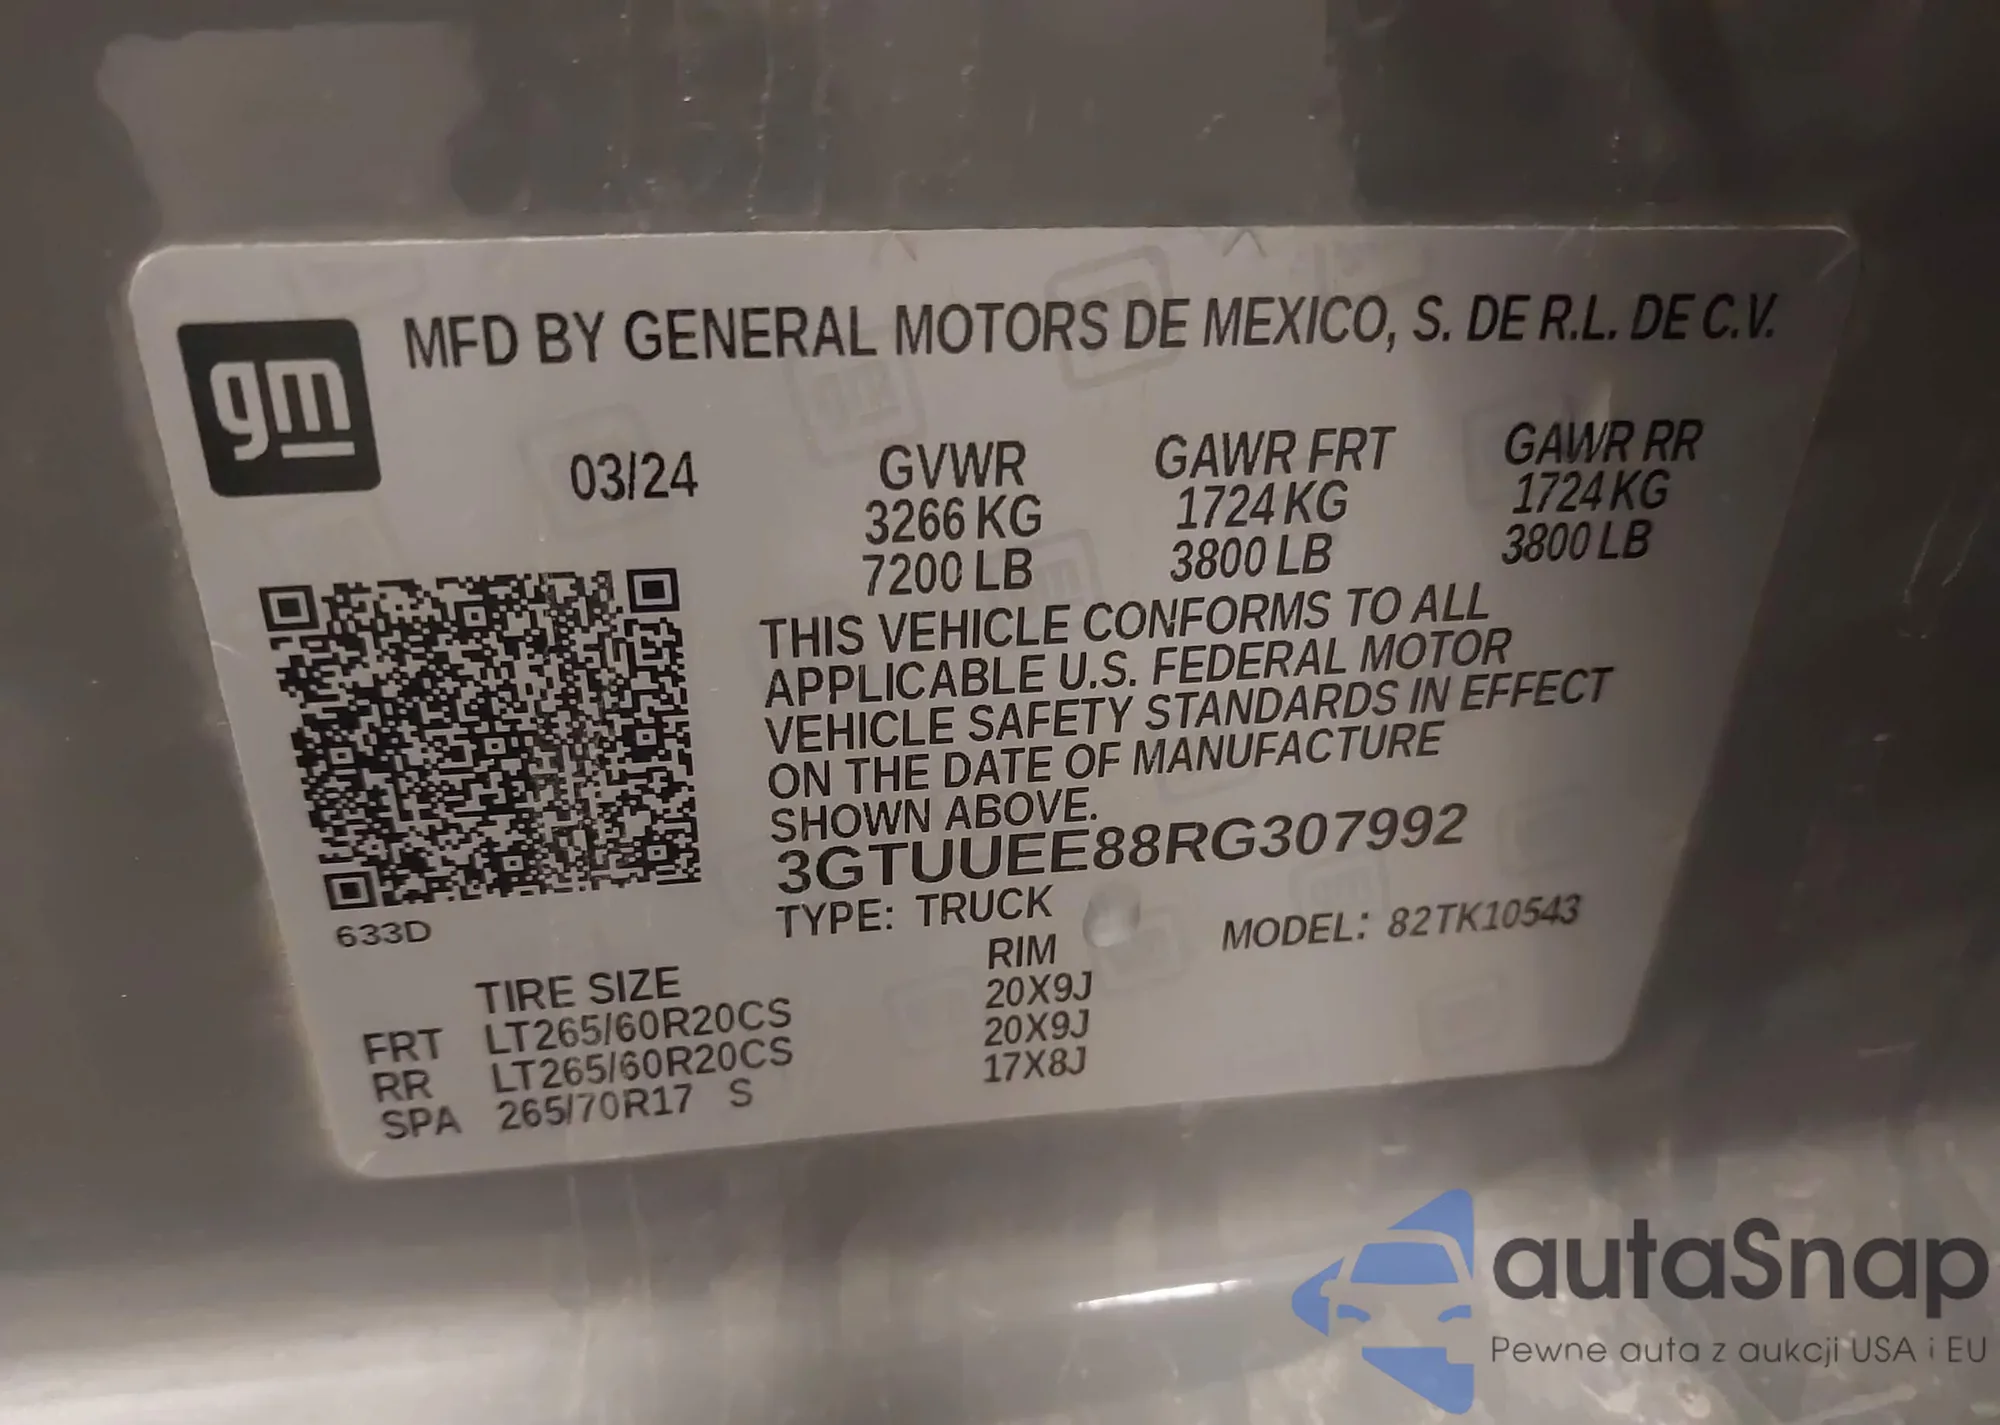 gm
MFD BY GENERAL MOTORS DE MEXICO, S. DE R.L. DE C.V.
03/24 GVWR GAWR FRT GAWR RR
3266 KG 1724 KG 1724 KG
7200 LB 3800 LB 3800 LB
THIS VEHICLE CONFORMS TO ALL
APPLICABLE U.S. FEDERAL MOTOR
VEHICLE SAFETY STANDARDS IN EFFECT
ON THE DATE OF MANUFACTURE
SHOWN ABOVE.
3GTUUEE88RG307992
633D
TYPE: TRUCK MODEL: 82TK10543
TIRE SIZE RIM
FRT LT265/60R20CS 20X9J
RR LT265/60R20CS 20X9J
SPA 265/70R17 S 17X8J
autaSnap
Pewne auta z aukcji USA i EU